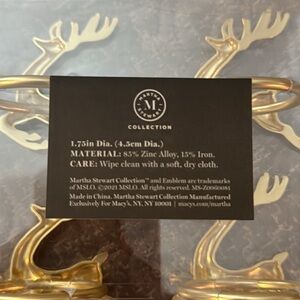 MARTHA
M
STEWART
COLLECTION
1.75in Dia. (4.5cm Dia.)
MATERIAL: 85% Zinc Alloy, 15% Iron.
CARE: Wipe clean with a soft, dry cloth.
Martha Stewart Collection™ and Emblem are trademarks
of MSLO. ©2021 MSLO. All rights reserved. MS-Z0960084
Made in China. Martha Stewart Collection Manufactured
Exclusively For Macy's, NY, NY 10001 | macys.com/martha